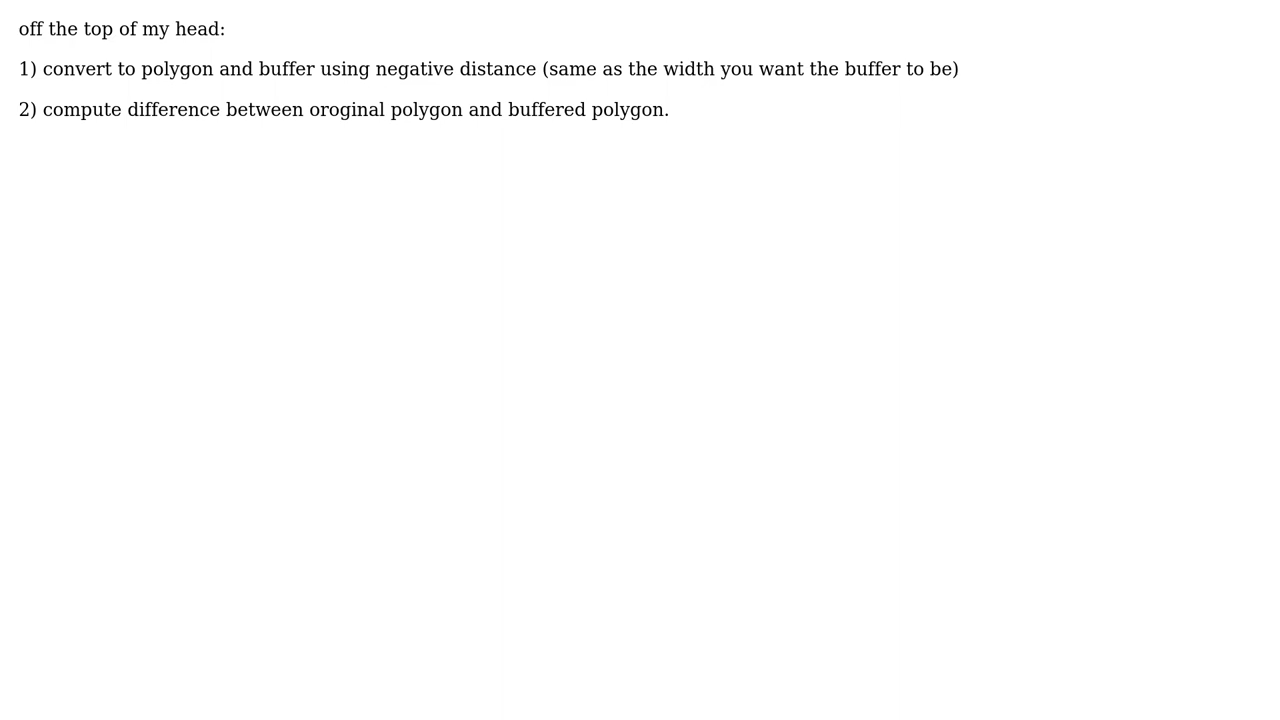 off the top of my head:
1) convert to polygon and buffer using negative distance (same as the width you want the buffer to be)
2) compute difference between oroginal polygon and buffered polygon.